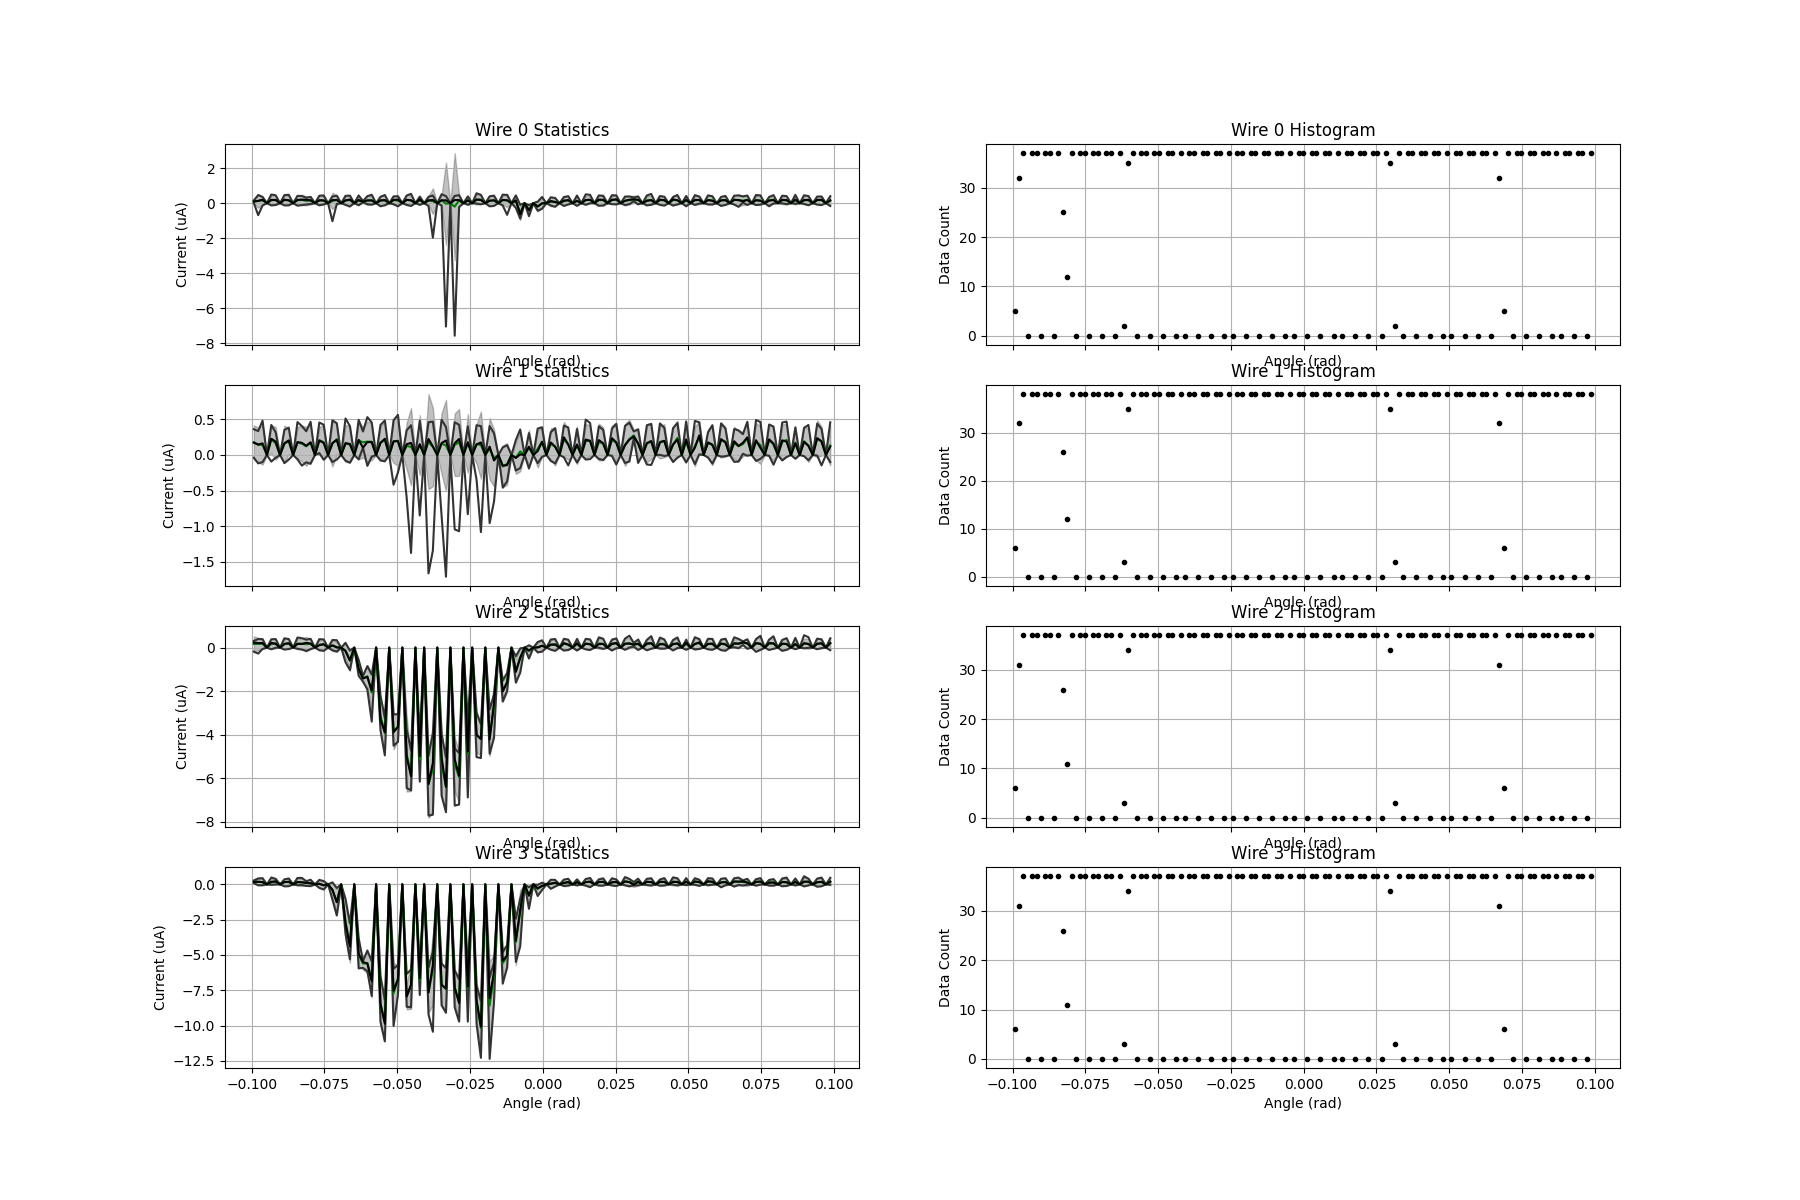 Wire 0 Statistics
Current (uA)
2
0
−2
−4
−6
−8
Angle (rad)
Wire 0 Histogram
Data Count
30
20
10
0
Angle (rad)
Wire 1 Statistics
Current (uA)
0.5
0.0
−0.5
−1.0
−1.5
Angle (rad)
Wire 1 Histogram
Data Count
30
20
10
0
Angle (rad)
Wire 2 Statistics
Current (uA)
0
−2
−4
−6
−8
Angle (rad)
Wire 2 Histogram
Data Count
30
20
10
0
Angle (rad)
Wire 3 Statistics
Current (uA)
0.0
−2.5
−5.0
−7.5
−10.0
−12.5
−0.100 −0.075 −0.050 −0.025 0.000 0.025 0.050 0.075 0.100
Angle (rad)
Wire 3 Histogram
Data Count
30
20
10
0
−0.100 −0.075 −0.050 −0.025 0.000 0.025 0.050 0.075 0.100
Angle (rad)